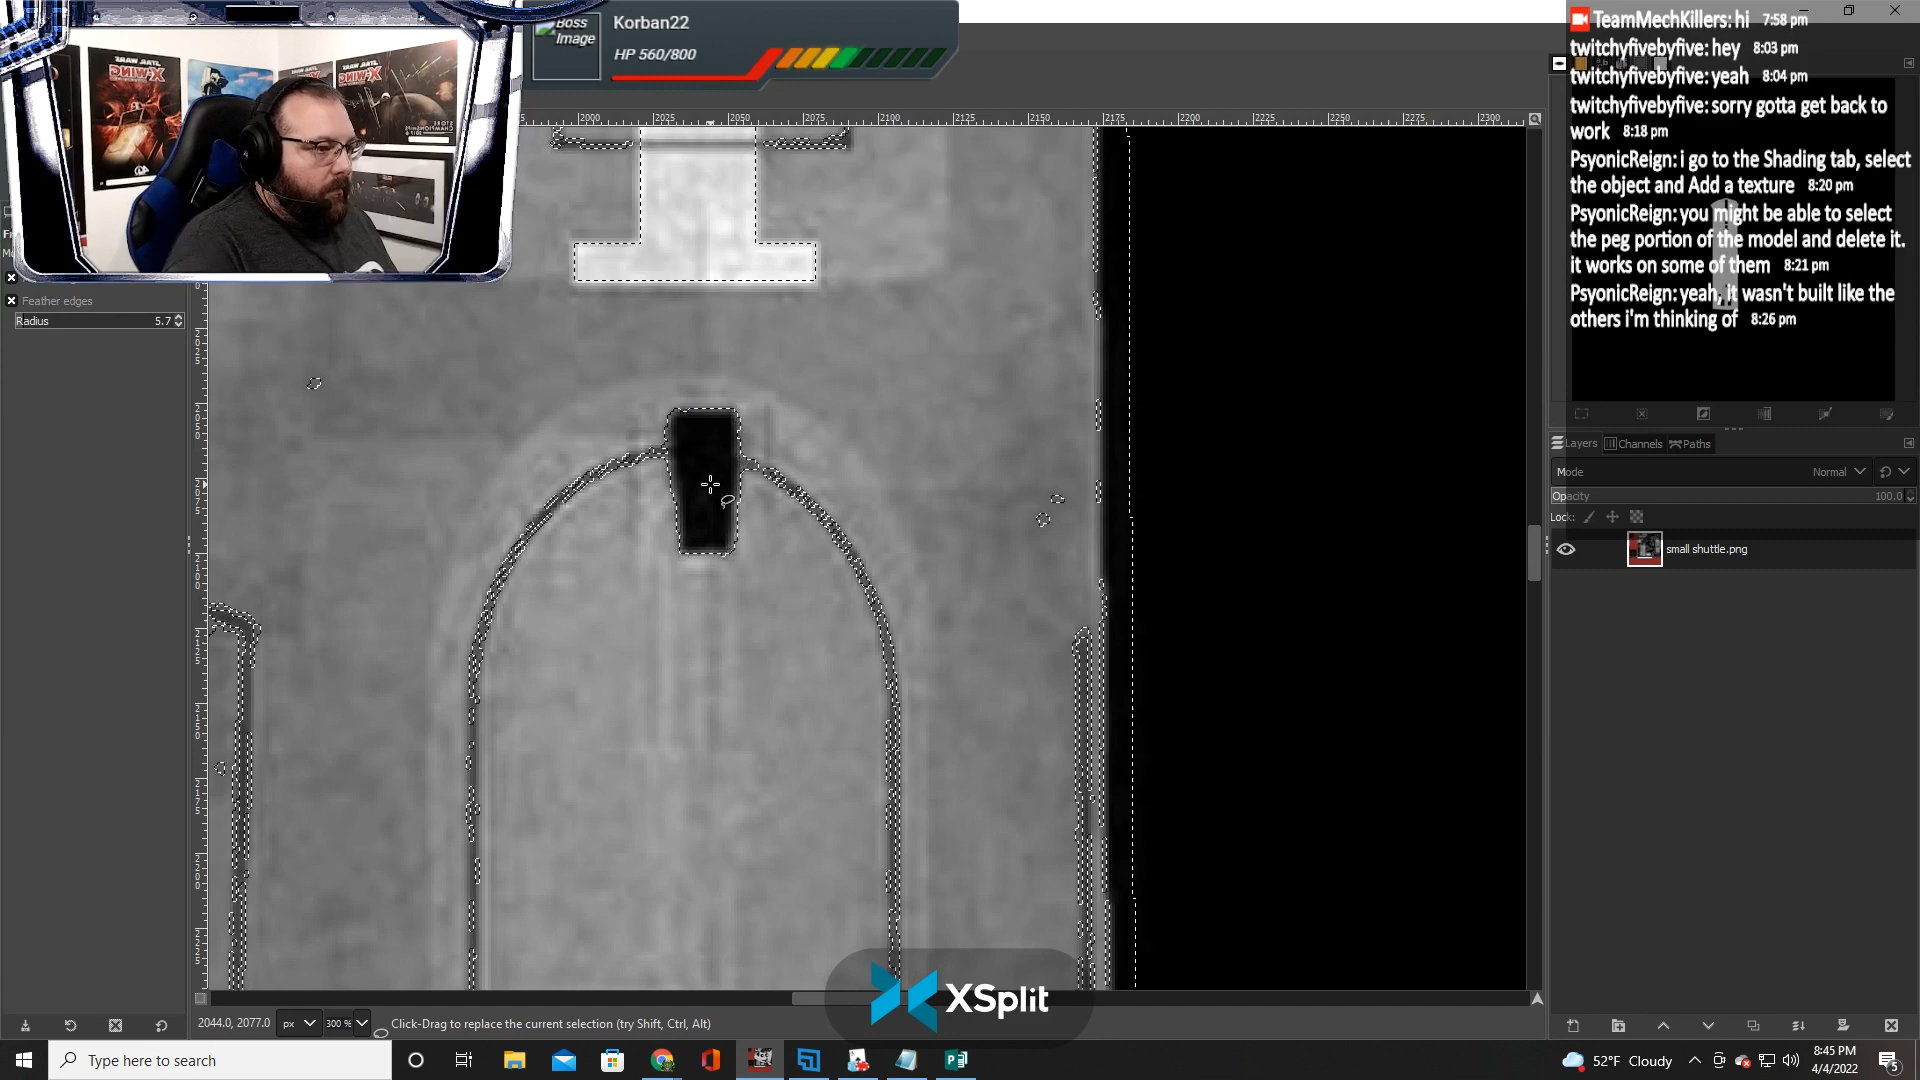 Korban22
HP 560/800
Boss
Image
TeamMechKillers: hi 7:58 pm
twitchyfivebyfive: hey 8:03 pm
twitchyfivebyfive: yeah 8:04 pm
twitchyfivebyfive: sorry gotta get back to
work 8:18 pm
PsyonicReign: i go to the Shading tab, select
the object and Add a texture 8:20 pm
PsyonicReign: you might be able to select
the peg portion of the model and delete it.
it works on some of them 8:21 pm
PsyonicReign: yeah, it wasn't built like the
others i'm thinking of 8:26 pm
2000 2025 2050 2075 2100 2125 2150 2175 2200 2225 2250 2275 2300
Feather edges
Radius 5.7
Layers Channels Paths
Mode Normal
Opacity 100.0
Lock:
small shuttle.png
XSplit
2044.0, 2077.0 px 300 % Click-Drag to replace the current selection (try Shift, Ctrl, Alt)
Type here to search
52°F Cloudy
8:45 PM
4/4/2022
5